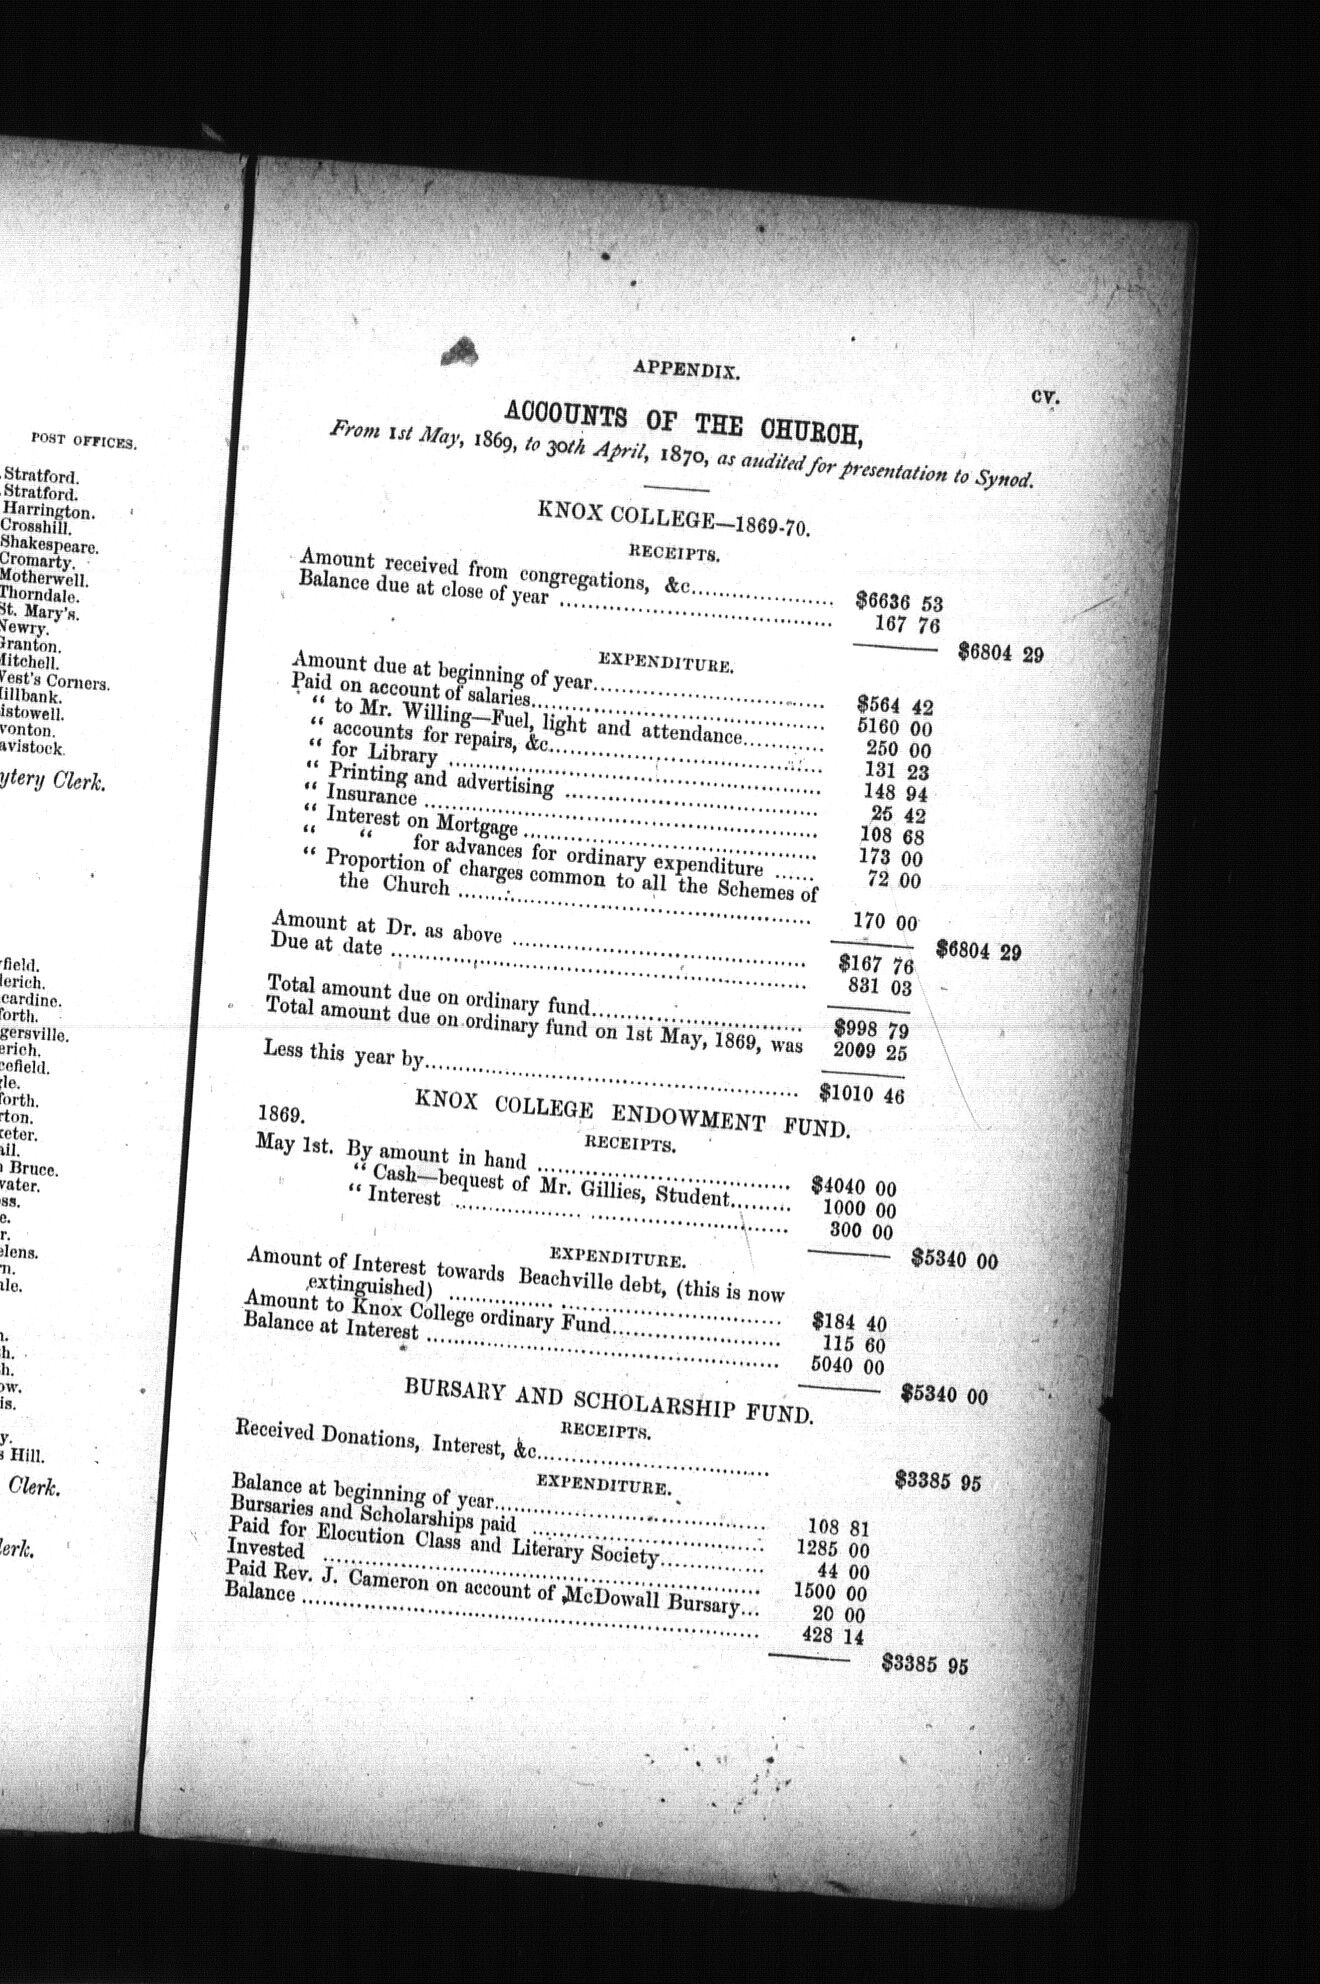 POST OFFICES.
Stratford.
Stratford.
Harrington.
Crosshill.
Shakespeare.
Cromarty.
Motherwell.
Thorndale.
St. Mary's.
Newry.
Granton.
Mitchell.
West's Corners.
Millbank.
Listowell.
avistock.
Clerk.
Bruce.
Hill.
Clerk.
APPENDIX.
CV.
ACCOUNTS OF THE CHURCH,
From 1st May, 1869, to 30th April, 1870, as audited for presentation to Synod.
KNOX COLLEGE—1869-70.
RECEIPTS.
Amount received from congregations, &c..................... $6636 53
Balance due at close of year ......................................... 167 76
$6804 29
EXPENDITURE.
Amount due at beginning of year................................... $564 42
Paid on account of salaries............................................ 5160 00
“ to Mr. Willing—Fuel, light and attendance............ 250 00
“ accounts for repairs, &c......................................... 131 23
“ for Library ........................................................ 148 94
“ Printing and advertising ...................................... 25 42
“ Insurance ........................................................... 108 68
“ Interest on Mortgage ........................................... 173 00
“ “ for advances for ordinary expenditure ...... 72 00
“ Proportion of charges common to all the Schemes of
the Church ..................................................... 170 00
$6804 29
Amount at Dr. as above ............................................ $167 76
Due at date .............................................................. 831 03
Total amount due on ordinary fund................................ $998 79
Total amount due on ordinary fund on 1st May, 1869, was 2009 25
Less this year by........................................................ $1010 46
KNOX COLLEGE ENDOWMENT FUND.
1869.
RECEIPTS.
May 1st. By amount in hand ...................................... $4040 00
“ Cash—bequest of Mr. Gillies, Student......... 1000 00
“ Interest ................................................ 300 00
$5340 00
EXPENDITURE.
Amount of Interest towards Beachville debt, (this is now
extinguished) ................................................ $184 40
Amount to Knox College ordinary Fund......................... 115 60
Balance at Interest ..................................................... 5040 00
$5340 00
BURSARY AND SCHOLARSHIP FUND.
RECEIPTS.
Received Donations, Interest, &c................................... $3385 95
EXPENDITURE.
Balance at beginning of year......................................... 108 81
Bursaries and Scholarships paid ................................... 1285 00
Paid for Elocution Class and Literary Society............... 44 00
Invested ................................................................. 1500 00
Paid Rev. J. Cameron on account of McDowall Bursary... 20 00
Balance .................................................................... 428 14
$3385 95